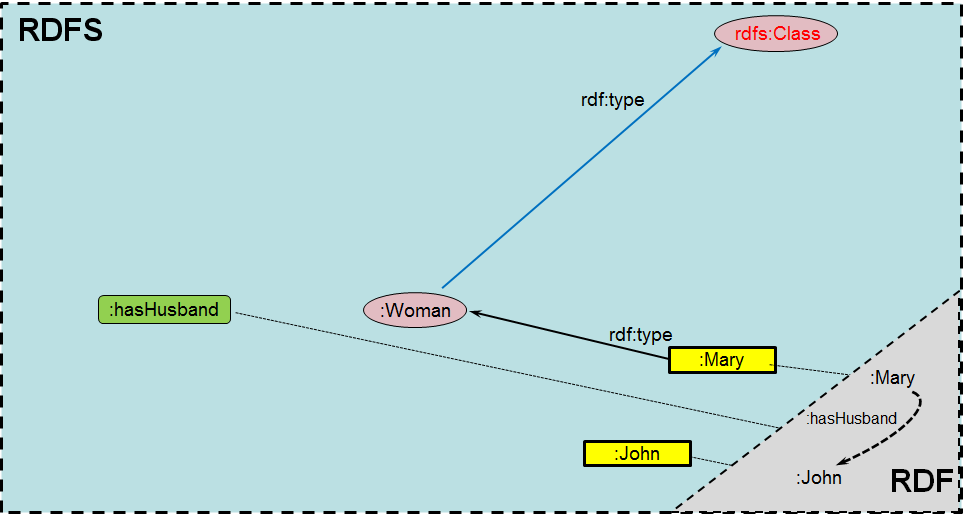 RDFS
rdfs:Class
rdf:type
:hasHusband
:Woman
rdf:type
:Mary
:Mary
:hasHusband
:John
:John
RDF